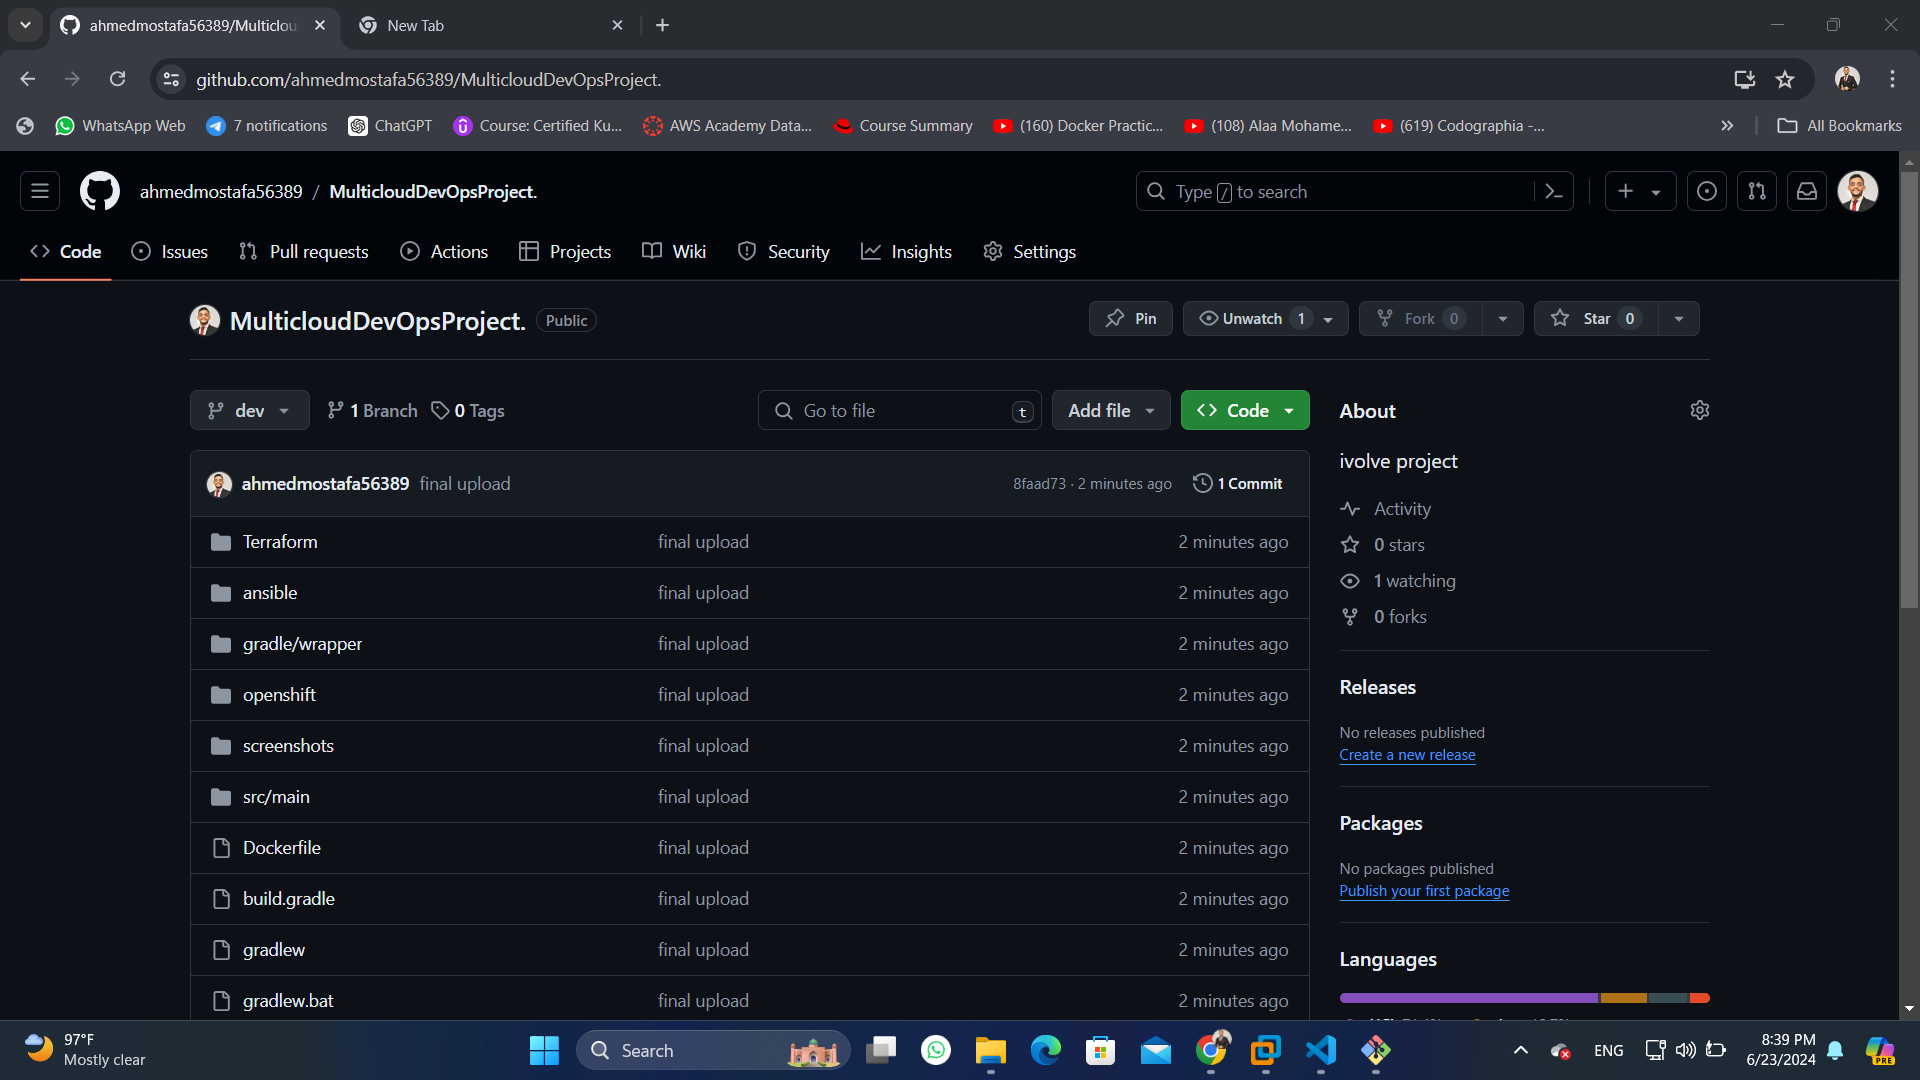 ahmedmostafa56389/Multiclou
New Tab
github.com/ahmedmostafa56389/MulticloudDevOpsProject.
WhatsApp Web
7 notifications
ChatGPT
Course: Certified Ku...
AWS Academy Data...
Course Summary
(160) Docker Practic...
(108) Alaa Mohame...
(619) Codographia -...
All Bookmarks
ahmedmostafa56389 / MulticloudDevOpsProject.
Type / to search
Code
Issues
Pull requests
Actions
Projects
Wiki
Security
Insights
Settings
MulticloudDevOpsProject. Public
Pin
Unwatch 1
Fork 0
Star 0
dev
1 Branch
0 Tags
Go to file t
Add file
Code
ahmedmostafa56389 final upload 8faad73 · 2 minutes ago 1 Commit
Terraform final upload 2 minutes ago
ansible final upload 2 minutes ago
gradle/wrapper final upload 2 minutes ago
openshift final upload 2 minutes ago
screenshots final upload 2 minutes ago
src/main final upload 2 minutes ago
Dockerfile final upload 2 minutes ago
build.gradle final upload 2 minutes ago
gradlew final upload 2 minutes ago
gradlew.bat final upload 2 minutes ago
About
ivolve project
Activity
0 stars
1 watching
0 forks
Releases
No releases published
Create a new release
Packages
No packages published
Publish your first package
Languages
97°F
Mostly clear
Search
PRE
ENG
8:39 PM
6/23/2024